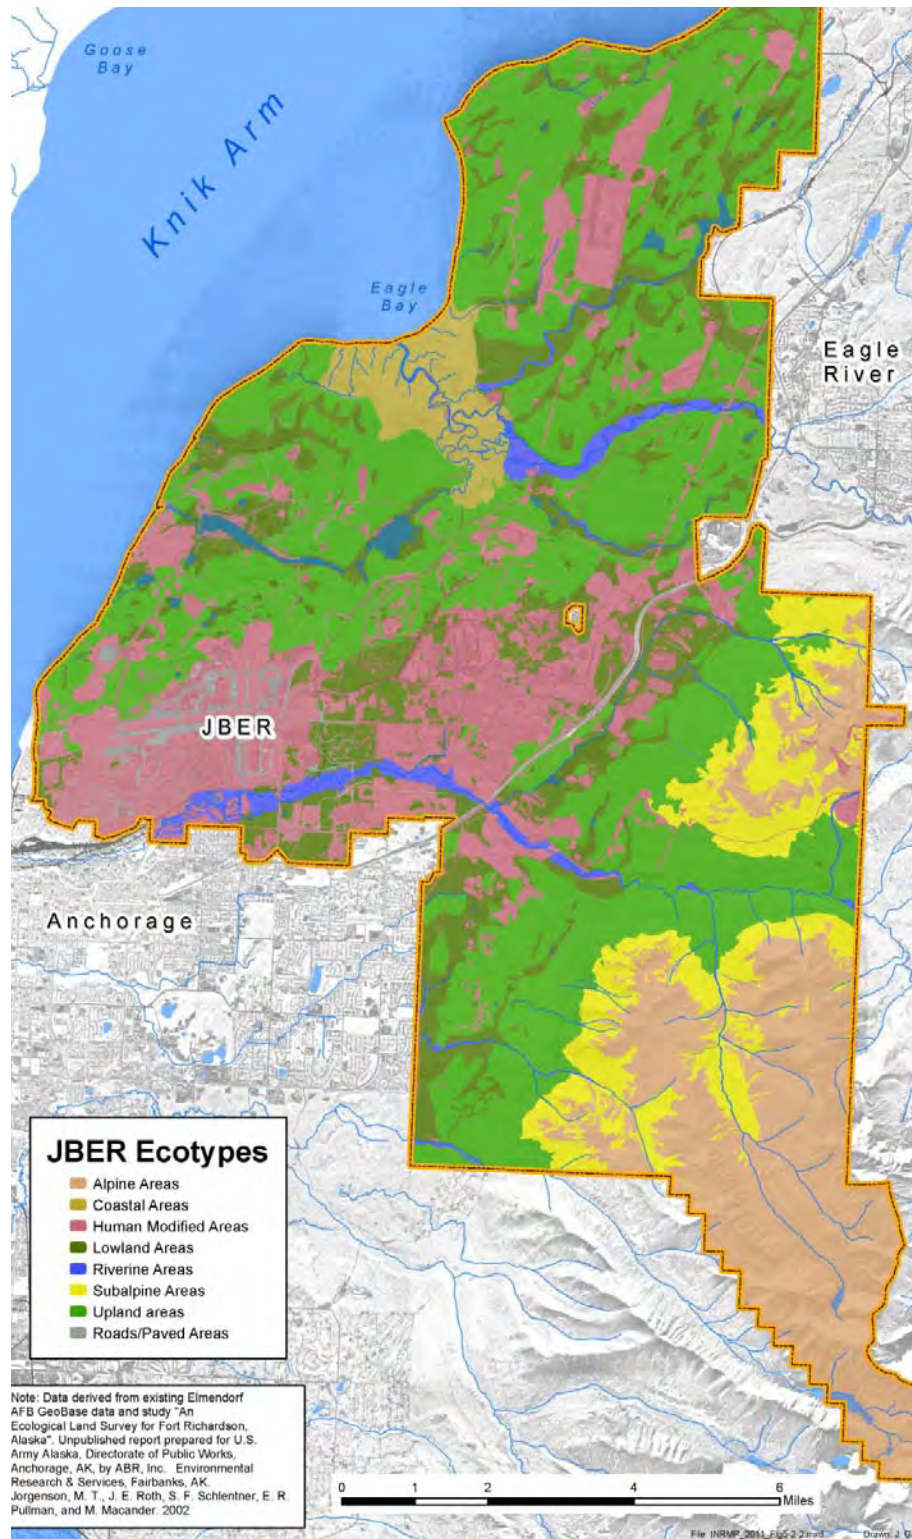 Goose
Bay
Knik Arm
Eagle
Bay
Eagle
River
JBER
Anchorage
JBER Ecotypes
Alpine Areas
Coastal Areas
Human Modified Areas
Lowland Areas
Riverine Areas
Subalpine Areas
Upland areas
Roads/Paved Areas
Note: Data derived from existing Elmendorf
AFB GeoBase data and study "An
Ecological Land Survey for Fort Richardson,
Alaska". Unpublished report prepared for U.S.
Army Alaska, Directorate of Public Works,
Anchorage, AK, by ABR, Inc. Environmental
Research & Services, Fairbanks, AK.
Jorgenson, M. T., J. E. Roth, S. F. Schlentner, E. R.
Pullman, and M. Macander. 2002
0 1 2 4 6
Miles
File: Drawn: J.